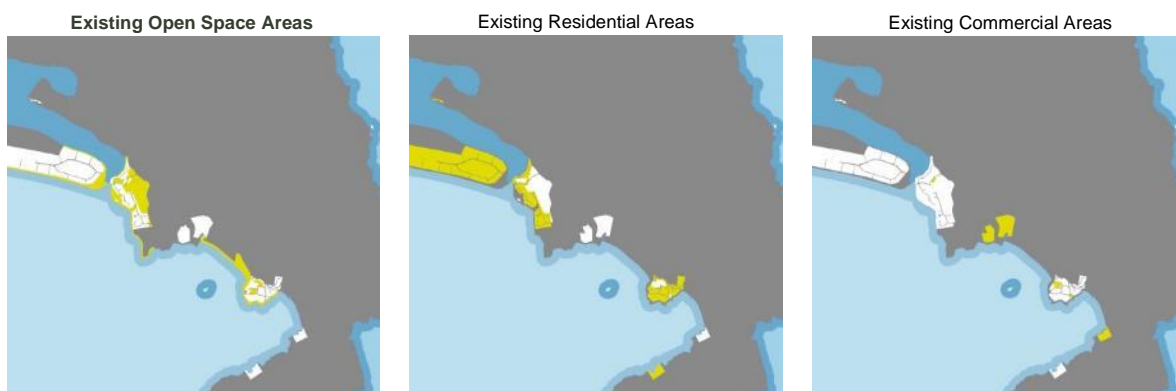 Existing Open Space Areas
Existing Residential Areas
Existing Commercial Areas